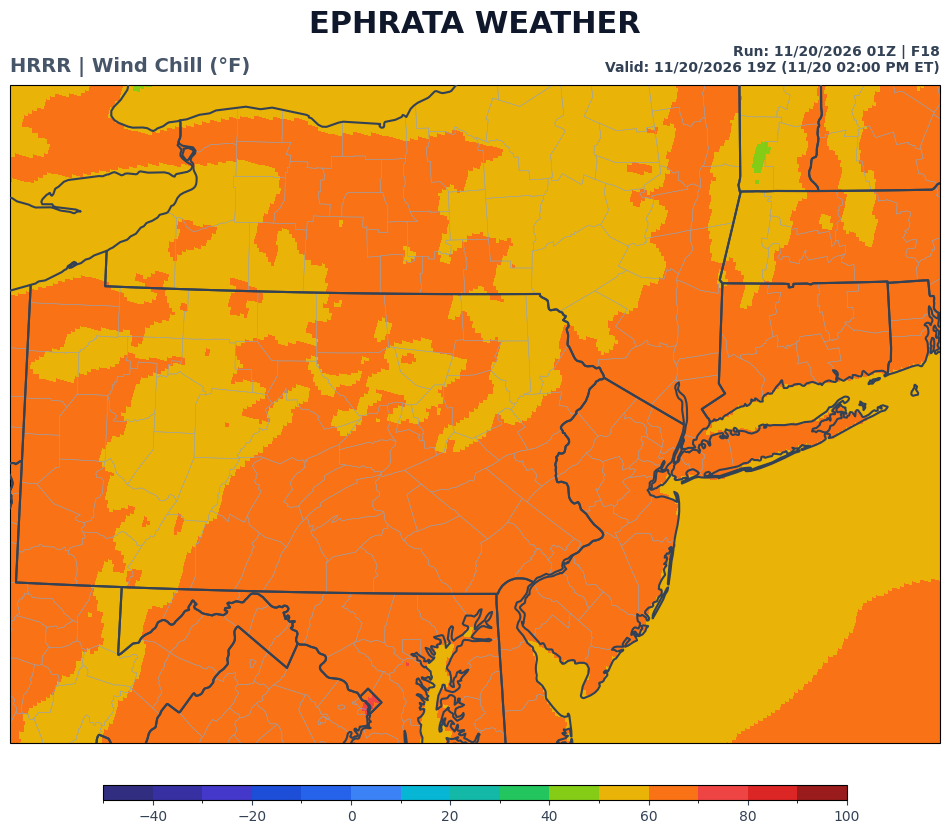 EPHRATA WEATHER
HRRR | Wind Chill (°F)
Run: 11/20/2026 01Z | F18
Valid: 11/20/2026 19Z (11/20 02:00 PM ET)
−40 −20 0 20 40 60 80 100